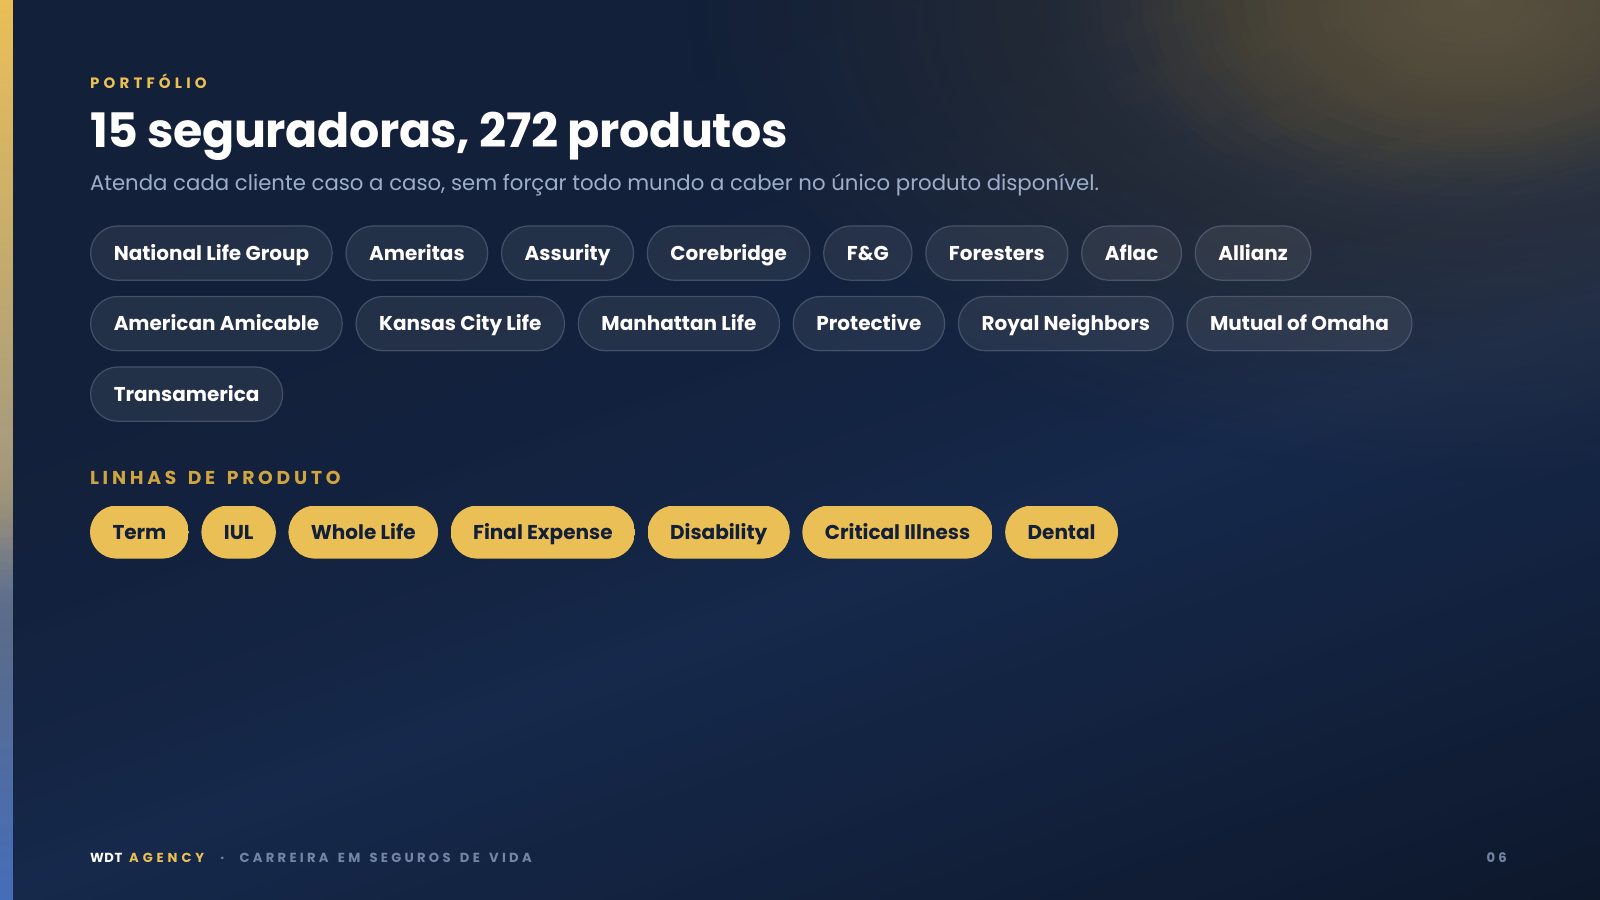 PORTFÓLIO
15 seguradoras, 272 produtos
Atenda cada cliente caso a caso, sem forçar todo mundo a caber no único produto disponível.
National Life Group Ameritas Assurity Corebridge F&G Foresters Aflac Allianz
American Amicable Kansas City Life Manhattan Life Protective Royal Neighbors Mutual of Omaha
Transamerica
LINHAS DE PRODUTO
Term IUL Whole Life Final Expense Disability Critical Illness Dental
WDT AGENCY · CARREIRA EM SEGUROS DE VIDA 06